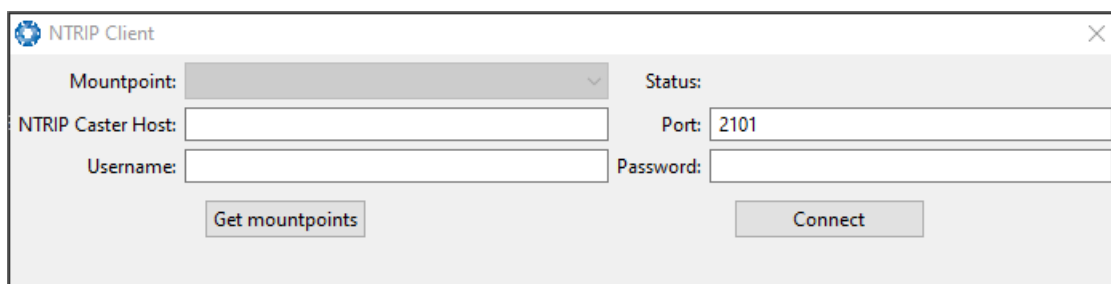 NTRIP Client
Mountpoint: Status:
NTRIP Caster Host: Port: 2101
Username: Password:
Get mountpoints Connect